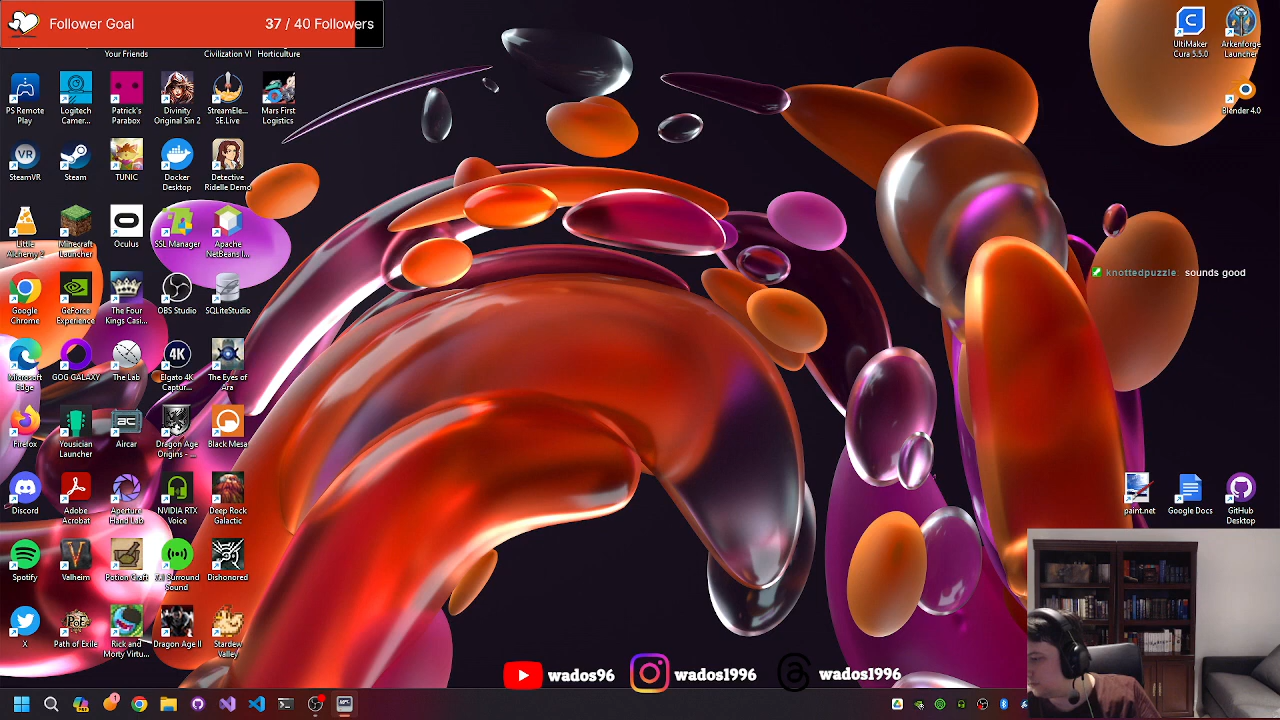 Follower Goal
37 / 40 Followers
Your Friends
Civilization VI
Horticulture
PS Remote Play
Logitech Camer...
Patrick's Parabox
Divinity Original Sin 2
StreamEle... SE.Live
Mars First Logistics
SteamVR
Steam
TUNIC
Docker Desktop
Detective Ridelle Demo
Little Alchemy 2
Minecraft Launcher
Oculus
SSL Manager
Apache NetBeans I...
Google Chrome
GeForce Experience
The Four Kings Casi...
OBS Studio
SQLiteStudio
Microsoft Edge
GOG GALAXY
The Lab
Elgato 4K Captur...
The Eyes of Ara
Firefox
Yousician Launcher
Aircar
Dragon Age Origins - ...
Black Mesa
Discord
Adobe Acrobat
Aperture Hand Lab
NVIDIA RTX Voice
Deep Rock Galactic
Spotify
Valheim
Potion Craft
Surround Sound
Dishonored
X
Path of Exile
Rick and Morty Virtu...
Dragon Age II
Stardew Valley
UltiMaker Cura 5.5.0
Arkenforge Launcher
Blender 4.0
knottedpuzzle: sounds good
paint.net
Google Docs
GitHub Desktop
wados96
wados1996
wados1996